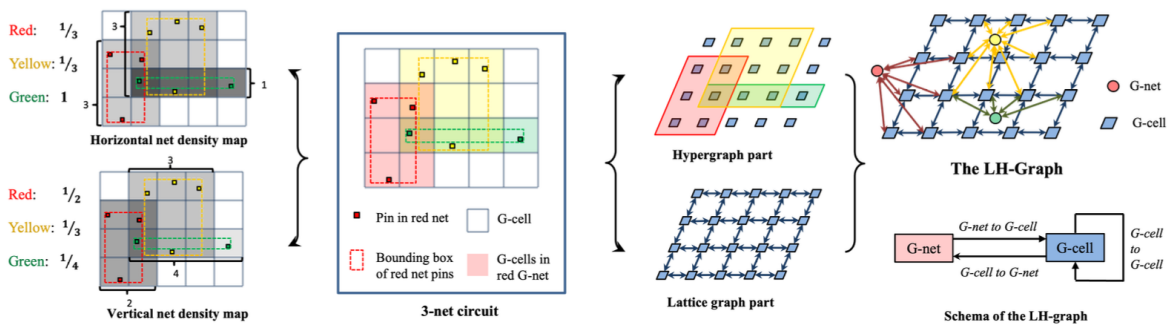 Red: 1/3
Yellow: 1/3
Green: 1
3
3
1
Horizontal net density map
Red: 1/2
Yellow: 1/3
Green: 1/4
3
4
2
Vertical net density map
Pin in red net
G-cell
Bounding box
of red net pins
G-cells in
red G-net
3-net circuit
Hypergraph part
Lattice graph part
G-net
G-cell
The LH-Graph
G-net
G-net to G-cell
G-cell to G-net
G-cell
G-cell
to
G-cell
Schema of the LH-graph